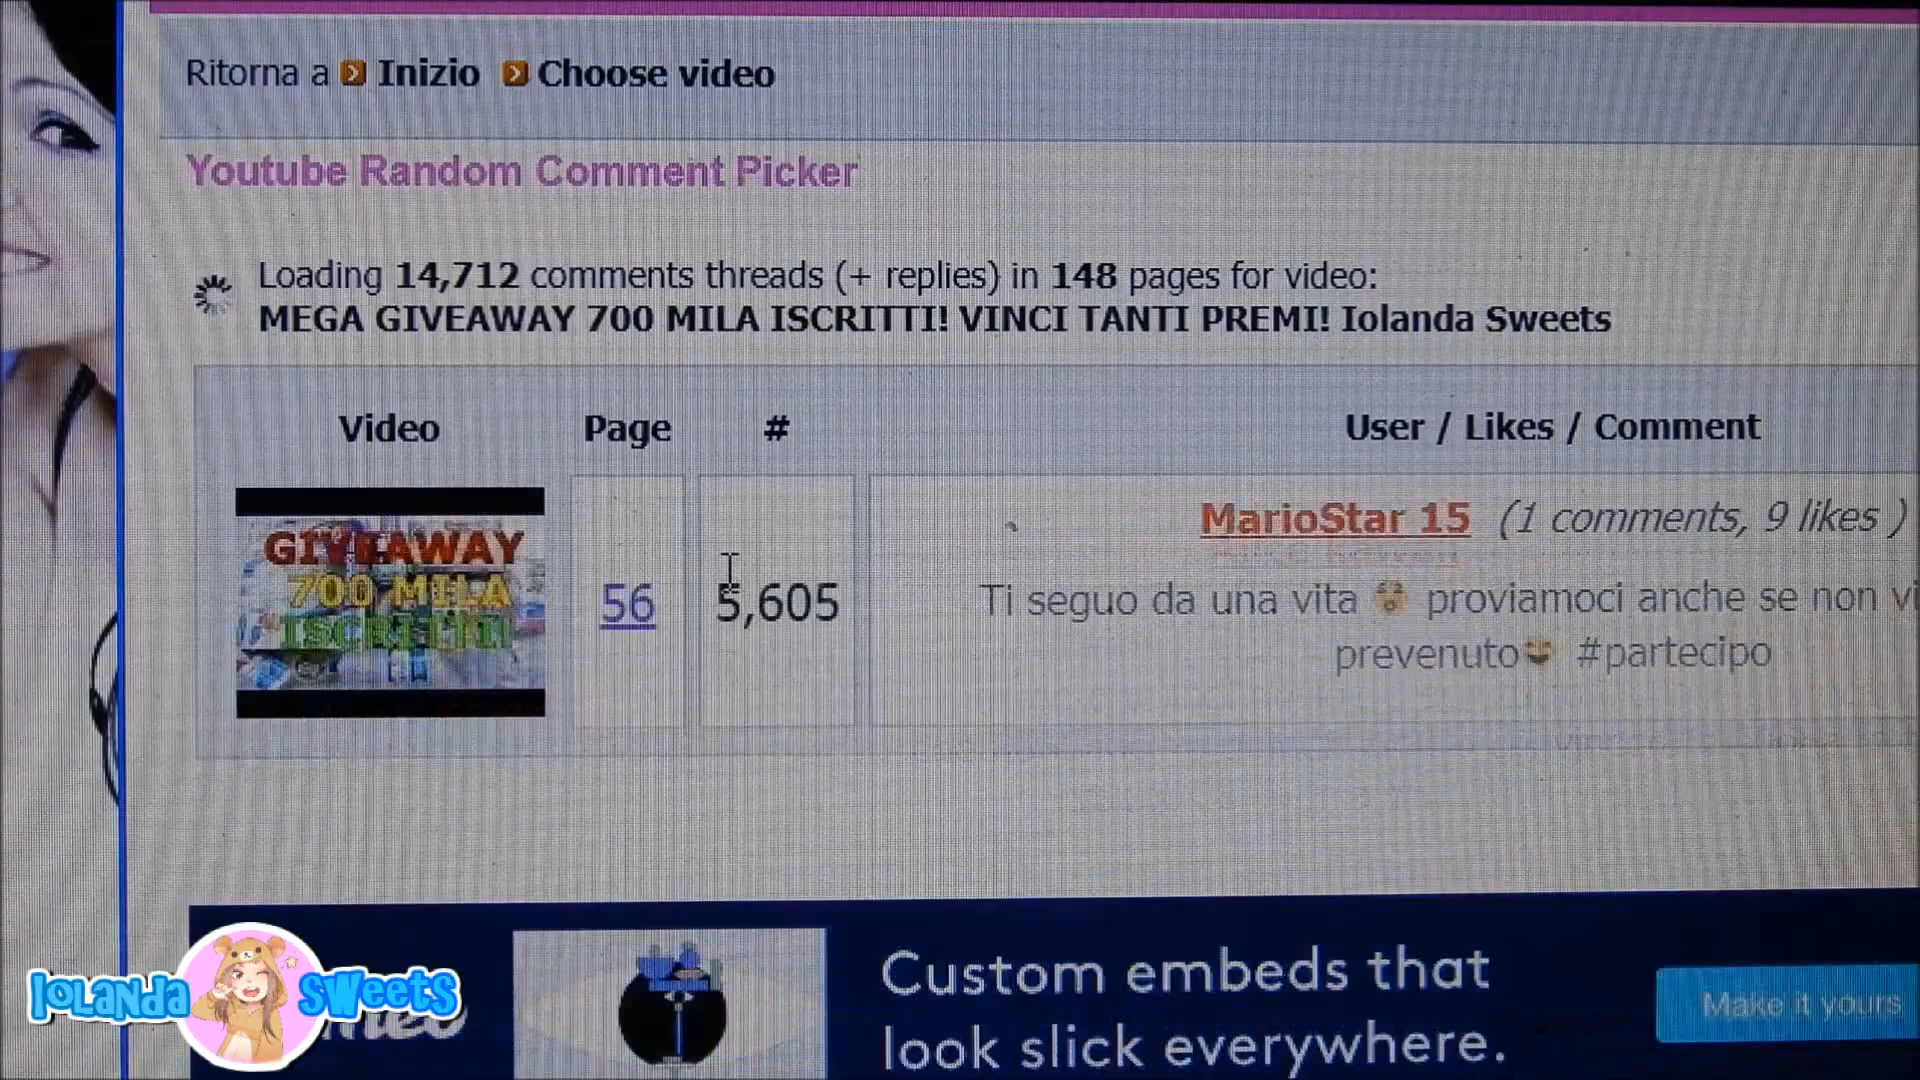 Ritorna a Inizio Choose video
Youtube Random Comment Picker
Loading 14,712 comments threads (+ replies) in 148 pages for video:
MEGA GIVEAWAY 700 MILA ISCRITTI! VINCI TANTI PREMI! Iolanda Sweets
Video Page # User / Likes / Comment
GIVEAWAY
700 MILA
ISCRITTI!
56 5,605
MarioStar 15 (1 comments, 9 likes )
Ti seguo da una vita proviamoci anche se non vi
prevenuto #partecipo
Custom embeds that
look slick everywhere.
Make it yours
Iolanda Sweets